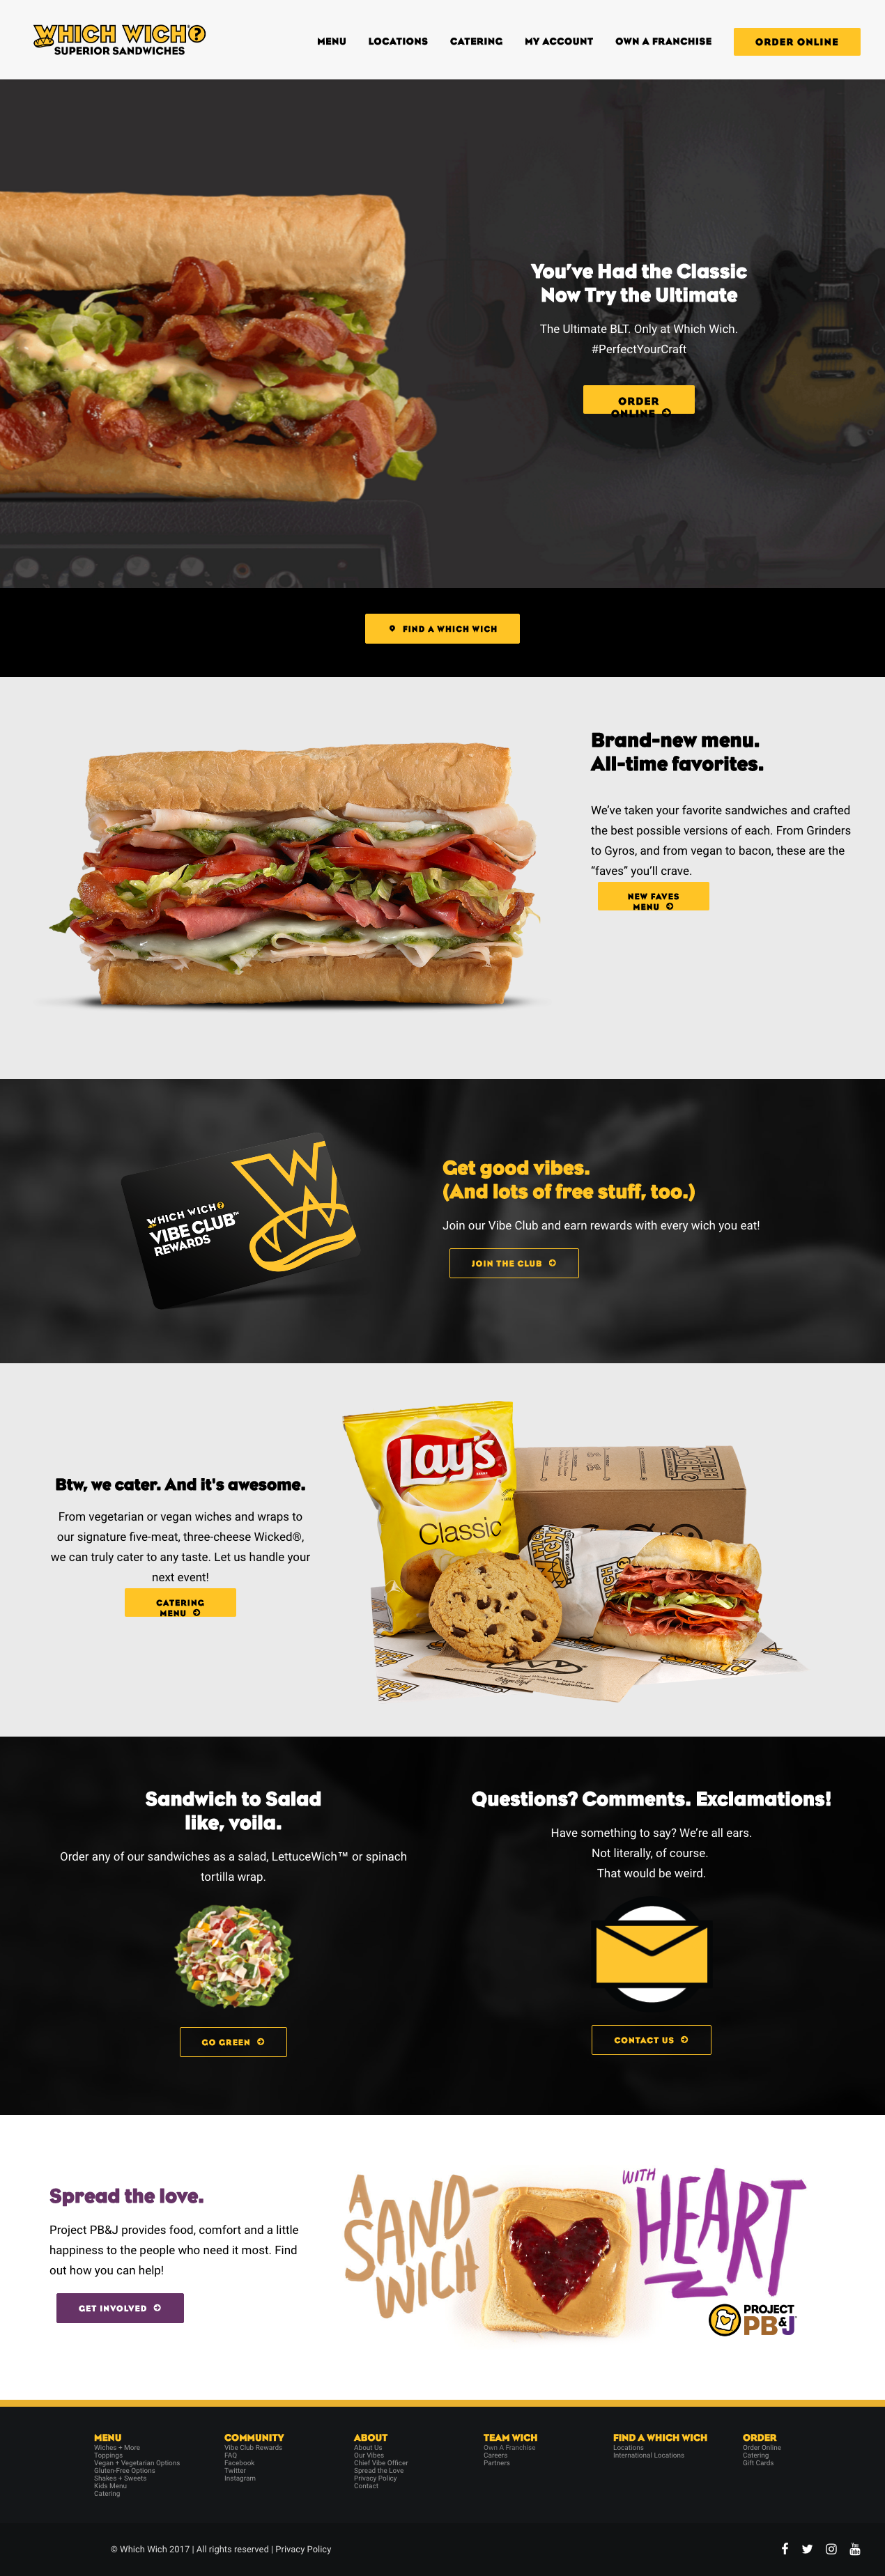 WHICH WICH?
SUPERIOR SANDWICHES
MENU
LOCATIONS
CATERING
MY ACCOUNT
OWN A FRANCHISE
ORDER ONLINE
You've Had the Classic
Now Try the Ultimate
The Ultimate BLT. Only at Which Wich.
#PerfectYourCraft
ORDER
ONLINE
FIND A WHICH WICH
Brand-new menu.
All-time favorites.
We've taken your favorite sandwiches and crafted
the best possible versions of each. From Grinders
to Gyros, and from vegan to bacon, these are the
"faves" you'll crave.
NEW FAVES
MENU
WHICH WICH?
VIBE CLUB™
REWARDS
Get good vibes.
(And lots of free stuff, too.)
Join our Vibe Club and earn rewards with every wich you eat!
JOIN THE CLUB
Btw, we cater. And it's awesome.
From vegetarian or vegan wiches and wraps to
our signature five-meat, three-cheese Wicked®,
we can truly cater to any taste. Let us handle your
next event!
CATERING
MENU
Lay's
Classic
WHICH WICH
Sandwich to Salad
like, voila.
Order any of our sandwiches as a salad, LettuceWich™ or spinach
tortilla wrap.
GO GREEN
Questions? Comments. Exclamations!
Have something to say? We're all ears.
Not literally, of course.
That would be weird.
CONTACT US
Spread the love.
Project PB&J provides food, comfort and a little
happiness to the people who need it most. Find
out how you can help!
GET INVOLVED
A
SAND-
WICH
WITH
HEART
PROJECT
PB&J
MENU
Wiches + More
Toppings
Vegan + Vegetarian Options
Gluten-Free Options
Shakes + Sweets
Kids Menu
Catering
COMMUNITY
Vibe Club Rewards
FAQ
Facebook
Twitter
Instagram
ABOUT
About Us
Our Vibes
Chief Vibe Officer
Spread the Love
Privacy Policy
Contact
TEAM WICH
Own A Franchise
Careers
Partners
FIND A WHICH WICH
Locations
International Locations
ORDER
Order Online
Catering
Gift Cards
© Which Wich 2017 | All rights reserved | Privacy Policy
You
Tube